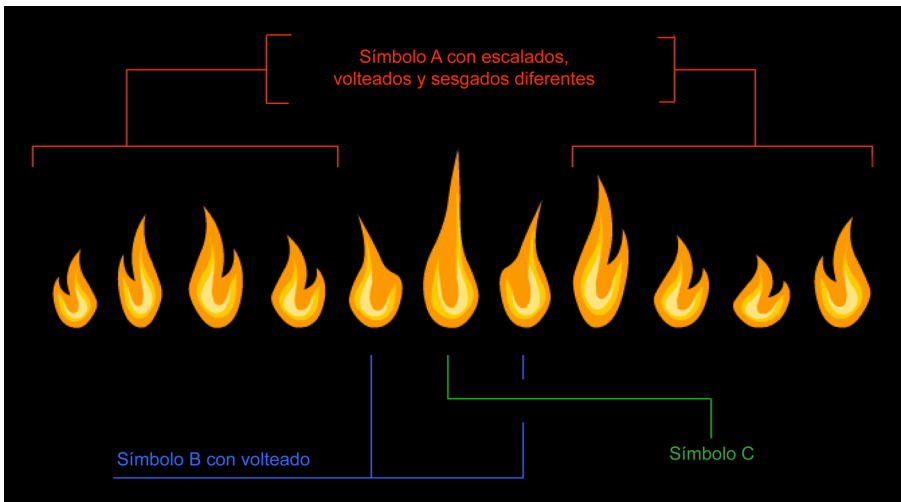 Símbolo A con escalados,
volteados y sesgados diferentes
Símbolo B con volteado
Símbolo C